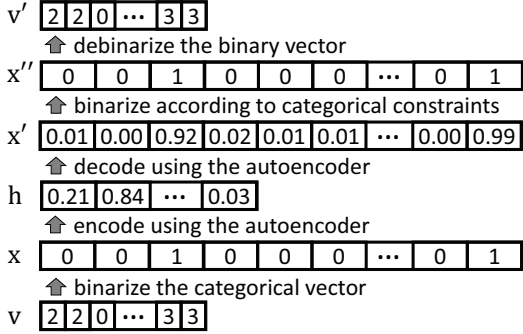 v′ 2 2 0 ··· 3 3
debinarize the binary vector
x′′ 0 0 1 0 0 0 ··· 0 1
binarize according to categorical constraints
x′ 0.01 0.00 0.92 0.02 0.01 0.01 ··· 0.00 0.99
decode using the autoencoder
h 0.21 0.84 ··· 0.03
encode using the autoencoder
x 0 0 1 0 0 0 ··· 0 1
binarize the categorical vector
v 2 2 0 ··· 3 3